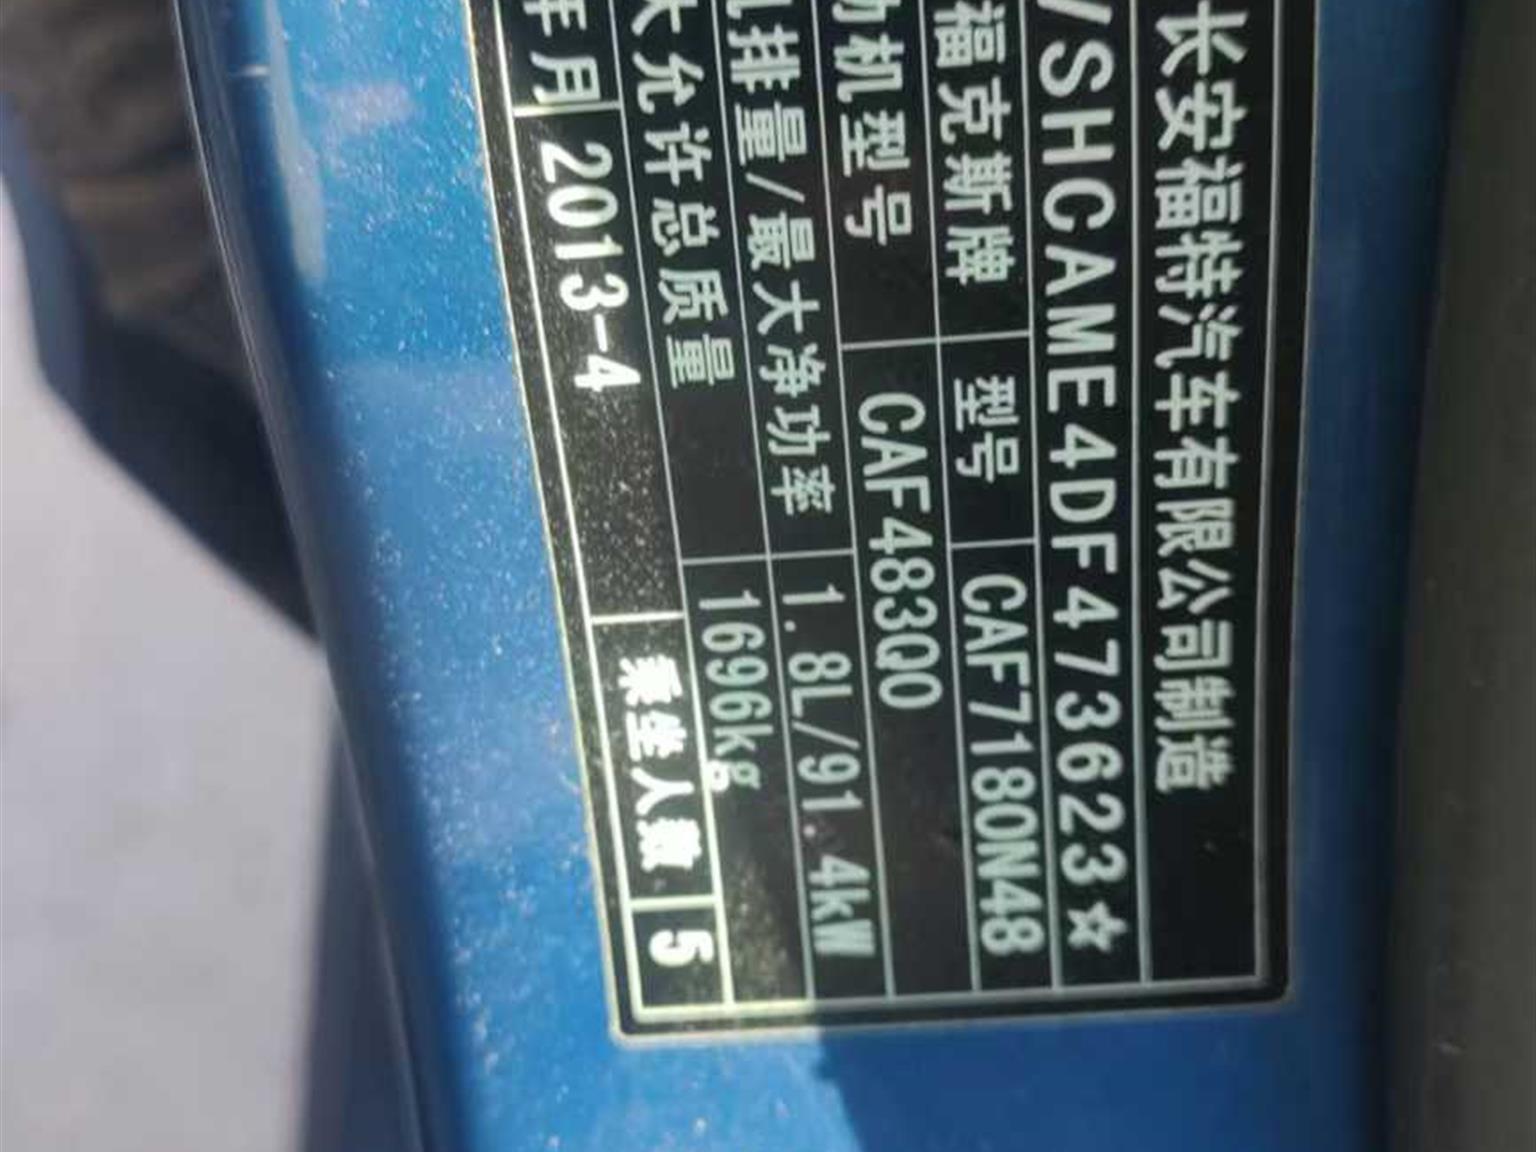 长安福特汽车有限公司制造
VSHCAME4DF473623☆
福克斯牌 型号 CAF7180N48
动机型号 CAF483Q0
机排量/最大净功率 1.8L/91.4kW
大允许总质量 1696kg
年月 2013-4 乘坐人数 5